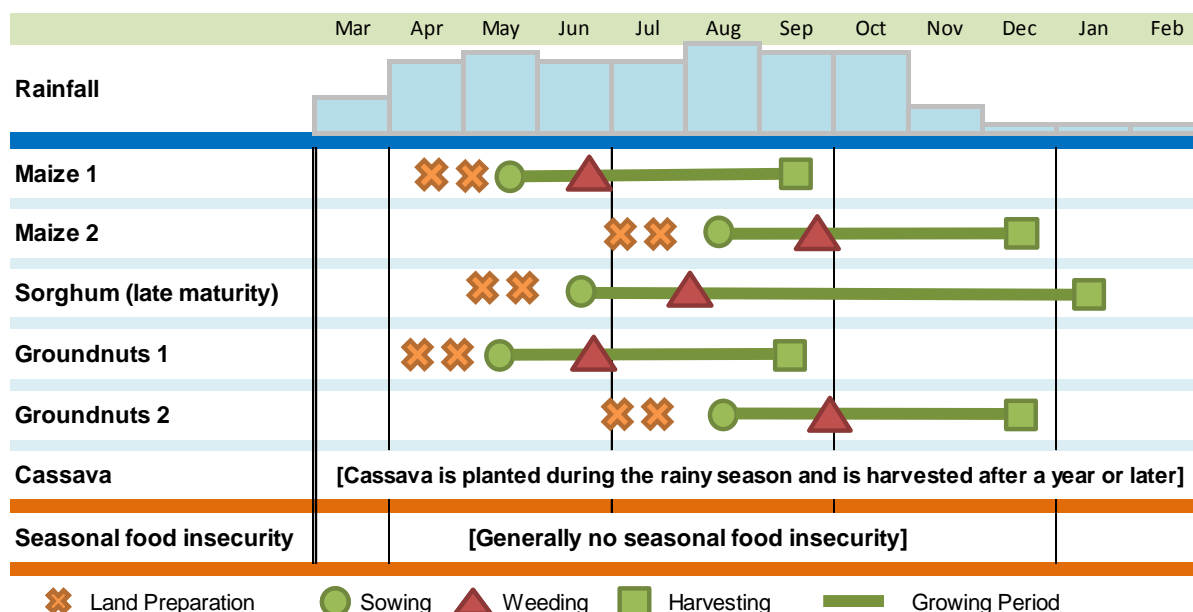 Mar Apr May Jun Jul Aug Sep Oct Nov Dec Jan Feb
Rainfall
Maize 1
Maize 2
Sorghum (late maturity)
Groundnuts 1
Groundnuts 2
Cassava [Cassava is planted during the rainy season and is harvested after a year or later]
Seasonal food insecurity [Generally no seasonal food insecurity]
Land Preparation Sowing Weeding Harvesting Growing Period